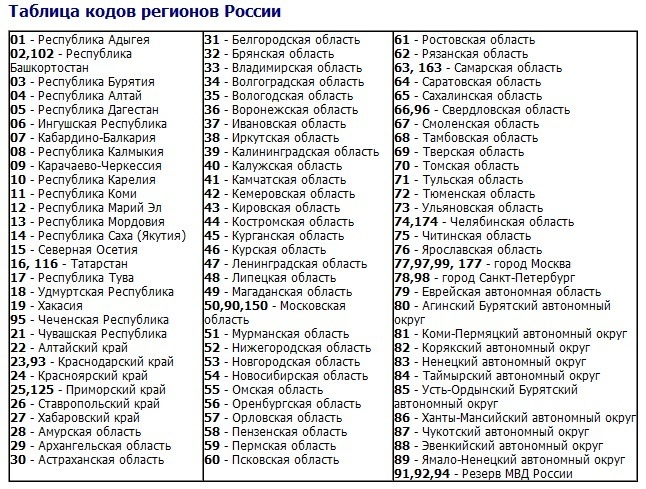 Таблица кодов регионов России
01 - Республика Адыгея
02,102 - Республика
Башкортостан
03 - Республика Бурятия
04 - Республика Алтай
05 - Республика Дагестан
06 - Ингушская Республика
07 - Кабардино-Балкария
08 - Республика Калмыкия
09 - Карачаево-Черкессия
10 - Республика Карелия
11 - Республика Коми
12 - Республика Марий Эл
13 - Республика Мордовия
14 - Республика Саха (Якутия)
15 - Северная Осетия
16, 116 - Татарстан
17 - Республика Тува
18 - Удмуртская Республика
19 - Хакасия
95 - Чеченская Республика
21 - Чувашская Республика
22 - Алтайский край
23,93 - Краснодарский край
24 - Красноярский край
25,125 - Приморский край
26 - Ставропольский край
27 - Хабаровский край
28 - Амурская область
29 - Архангельская область
30 - Астраханская область
31 - Белгородская область
32 - Брянская область
33 - Владимирская область
34 - Волгоградская область
35 - Вологодская область
36 - Воронежская область
37 - Ивановская область
38 - Иркутская область
39 - Калининградская область
40 - Калужская область
41 - Камчатская область
42 - Кемеровская область
43 - Кировская область
44 - Костромская область
45 - Курганская область
46 - Курская область
47 - Ленинградская область
48 - Липецкая область
49 - Магаданская область
50,90,150 - Московская
область
51 - Мурманская область
52 - Нижегородская область
53 - Новгородская область
54 - Новосибирская область
55 - Омская область
56 - Оренбургская область
57 - Орловская область
58 - Пензенская область
59 - Пермская область
60 - Псковская область
61 - Ростовская область
62 - Рязанская область
63, 163 - Самарская область
64 - Саратовская область
65 - Сахалинская область
66,96 - Свердловская область
67 - Смоленская область
68 - Тамбовская область
69 - Тверская область
70 - Томская область
71 - Тульская область
72 - Тюменская область
73 - Ульяновская область
74,174 - Челябинская область
75 - Читинская область
76 - Ярославская область
77,97,99, 177 - город Москва
78,98 - город Санкт-Петербург
79 - Еврейская автономная область
80 - Агинский Бурятский автономный
округ
81 - Коми-Пермяцкий автономный округ
82 - Корякский автономный округ
83 - Ненецкий автономный округ
84 - Таймырский автономный округ
85 - Усть-Ордынский Бурятский
автономный округ
86 - Ханты-Мансийский автономный округ
87 - Чукотский автономный округ
88 - Эвенкийский автономный округ
89 - Ямало-Ненецкий автономный округ
91,92,94 - Резерв МВД России